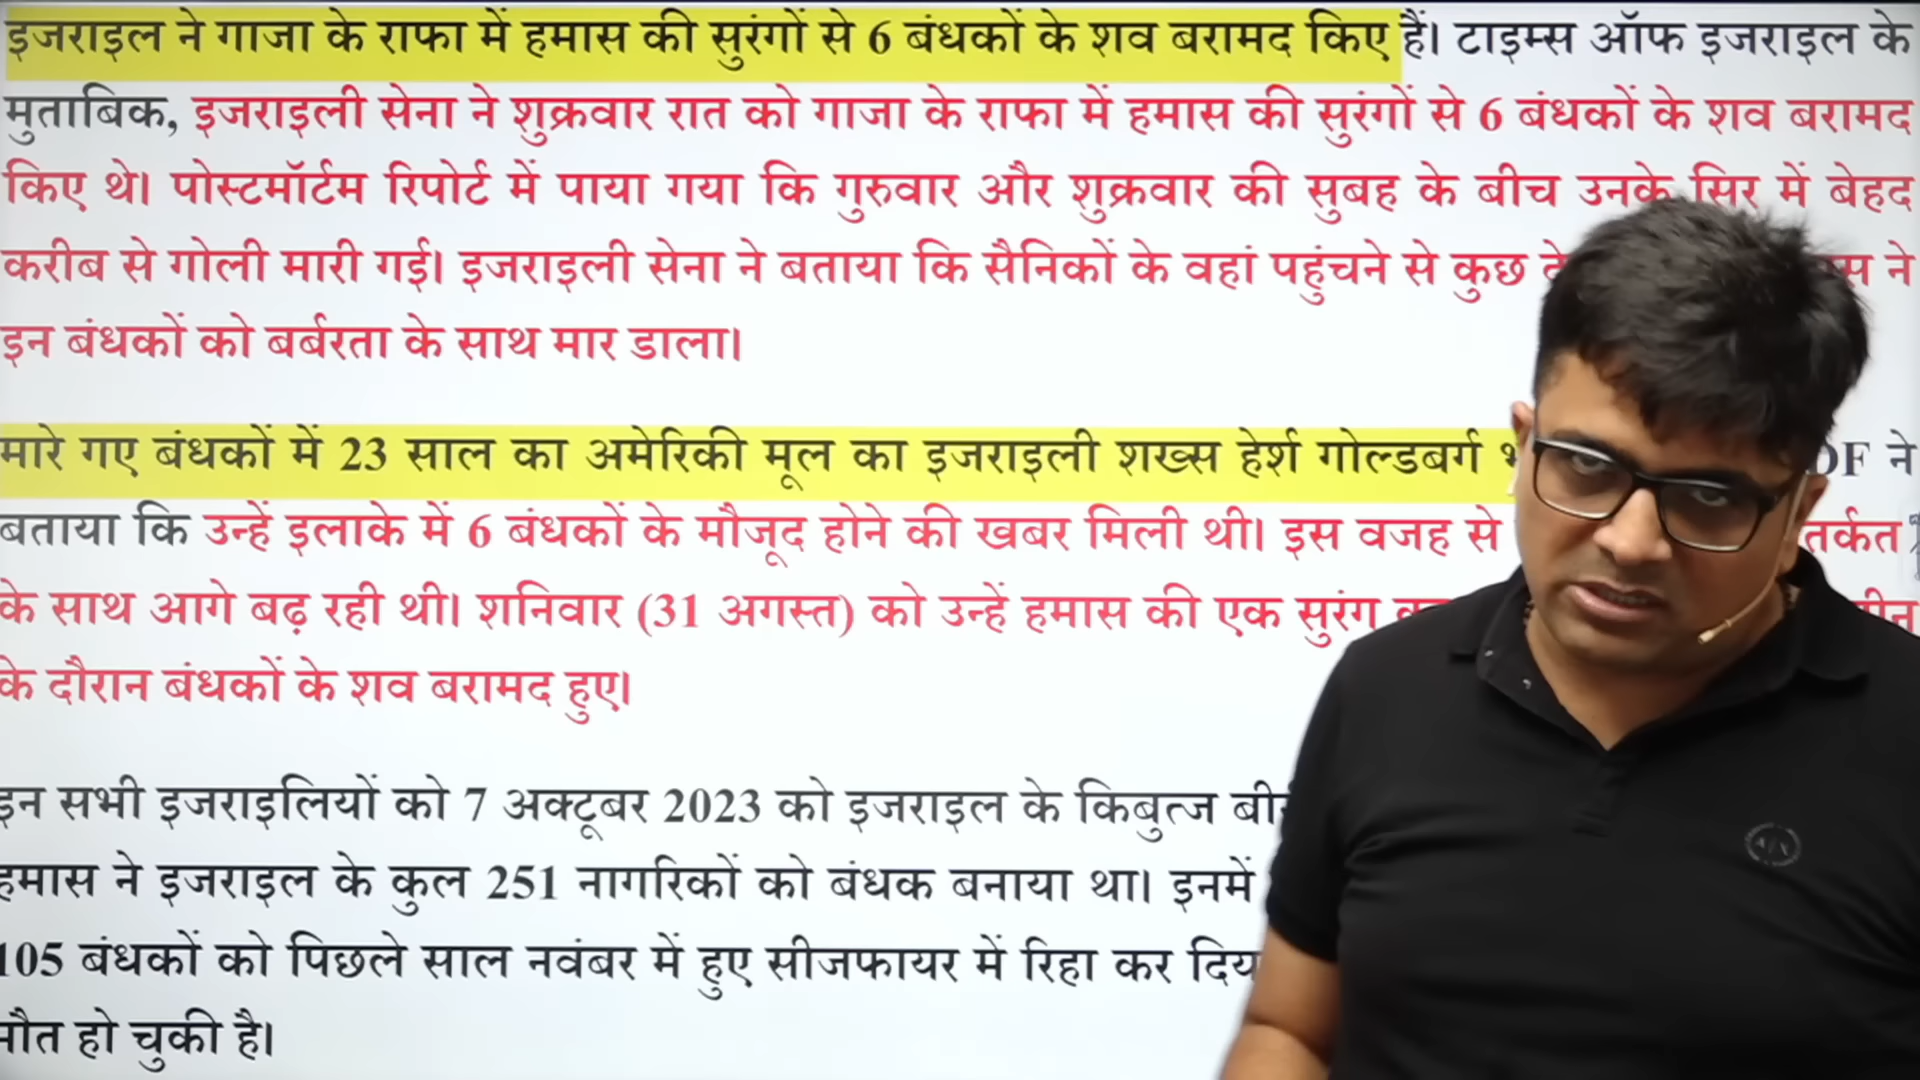 इजराइल ने गाजा के राफा में हमास की सुरंगों से 6 बंधकों के शव बरामद किए हैं। टाइम्स ऑफ इजराइल के
मुताबिक, इजराइली सेना ने शुक्रवार रात को गाजा के राफा में हमास की सुरंगों से 6 बंधकों के शव बरामद
किए थे। पोस्टमॉर्टम रिपोर्ट में पाया गया कि गुरुवार और शुक्रवार की सुबह के बीच उनके सिर में बेहद
करीब से गोली मारी गई। इजराइली सेना ने बताया कि सैनिकों के वहां पहुंचने से कुछ ने
इन बंधकों को बर्बरता के साथ मार डाला।
मारे गए बंधकों में 23 साल का अमेरिकी मूल का इजराइली शख्स हेर्श गोल्डबर्ग ने
बताया कि उन्हें इलाके में 6 बंधकों के मौजूद होने की खबर मिली थी। इस वजह से
के साथ आगे बढ़ रही थी। शनिवार (31 अगस्त) को उन्हें हमास की एक सुरंग
के दौरान बंधकों के शव बरामद हुए।
इन सभी इजराइलियों को 7 अक्टूबर 2023 को इजराइल के किबुत्ज
हमास ने इजराइल के कुल 251 नागरिकों को बंधक बनाया था। इनमें
105 बंधकों को पिछले साल नवंबर में हुए सीजफायर में रिहा कर
मौत हो चुकी है।